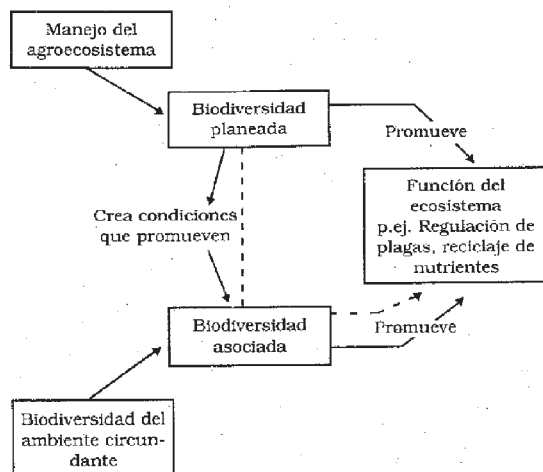 Manejo del
agroecosistema
Biodiversidad
planeada
Promueve
Función del
ecosistema
p.ej. Regulación de
plagas, reciclaje de
nutrientes
Crea condiciones
que promueven
Biodiversidad
asociada
Promueve
Biodiversidad del
ambiente circun-
dante